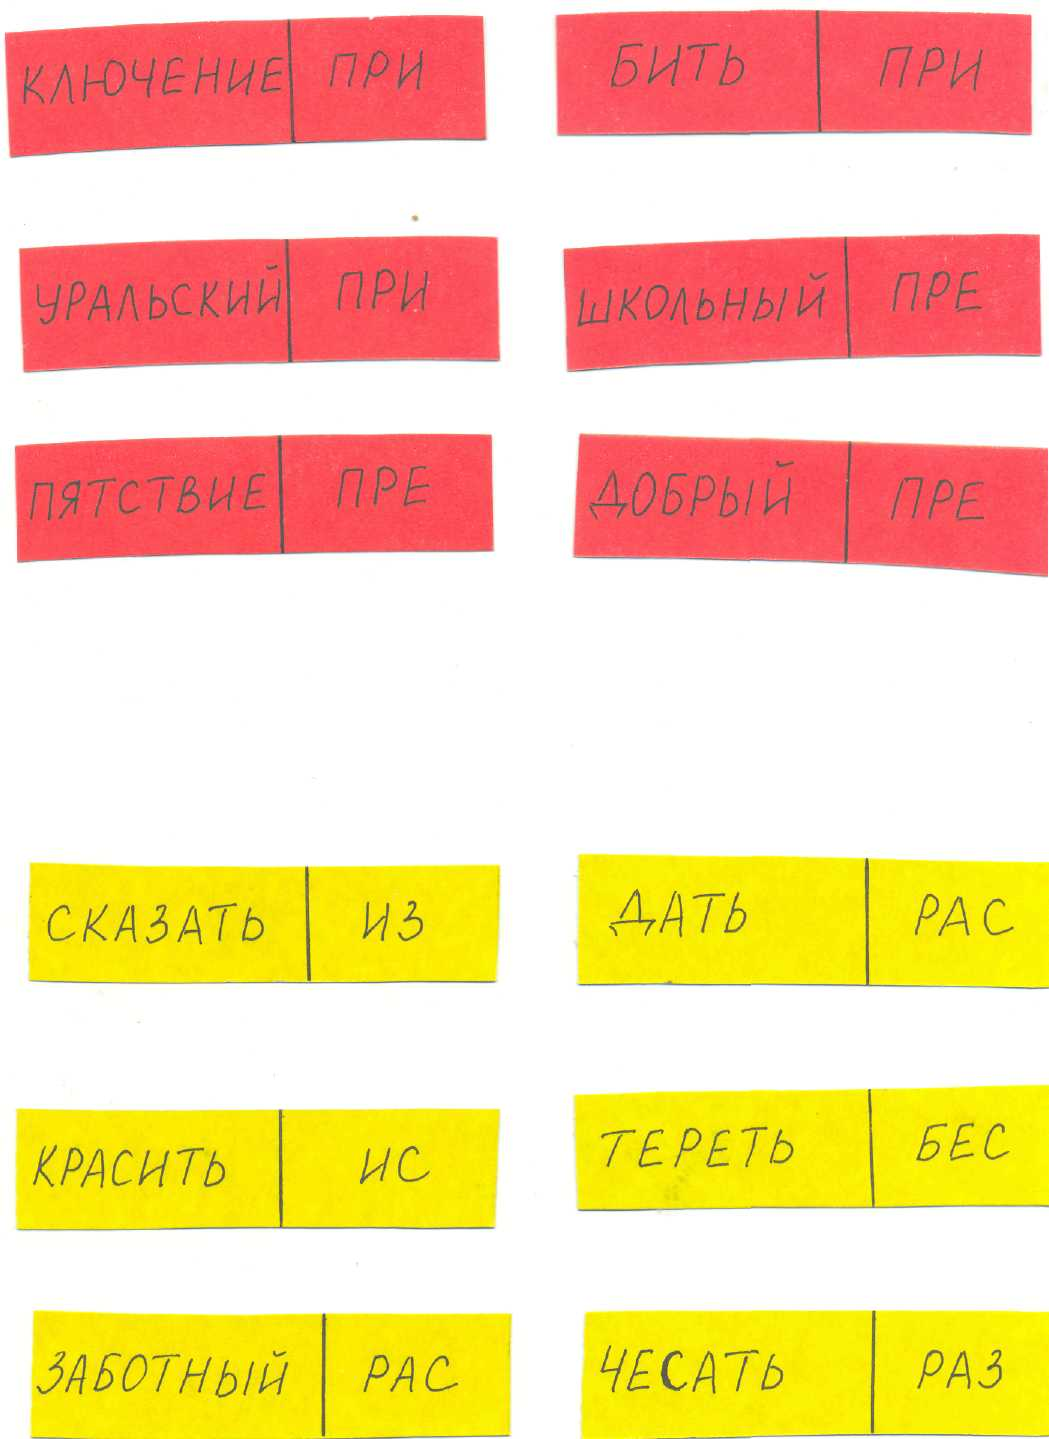 КЛЮЧЕНИЕ ПРИ
БИТЬ ПРИ
УРАЛЬСКИЙ ПРИ
ШКОЛЬНЫЙ ПРЕ
ПЯТСТВИЕ ПРЕ
ДОБРЫЙ ПРЕ
СКАЗАТЬ ИЗ
ДАТЬ РАС
КРАСИТЬ ИС
ТЕРЕТЬ БЕС
ЗАБОТНЫЙ РАС
ЧЕСАТЬ РАЗ